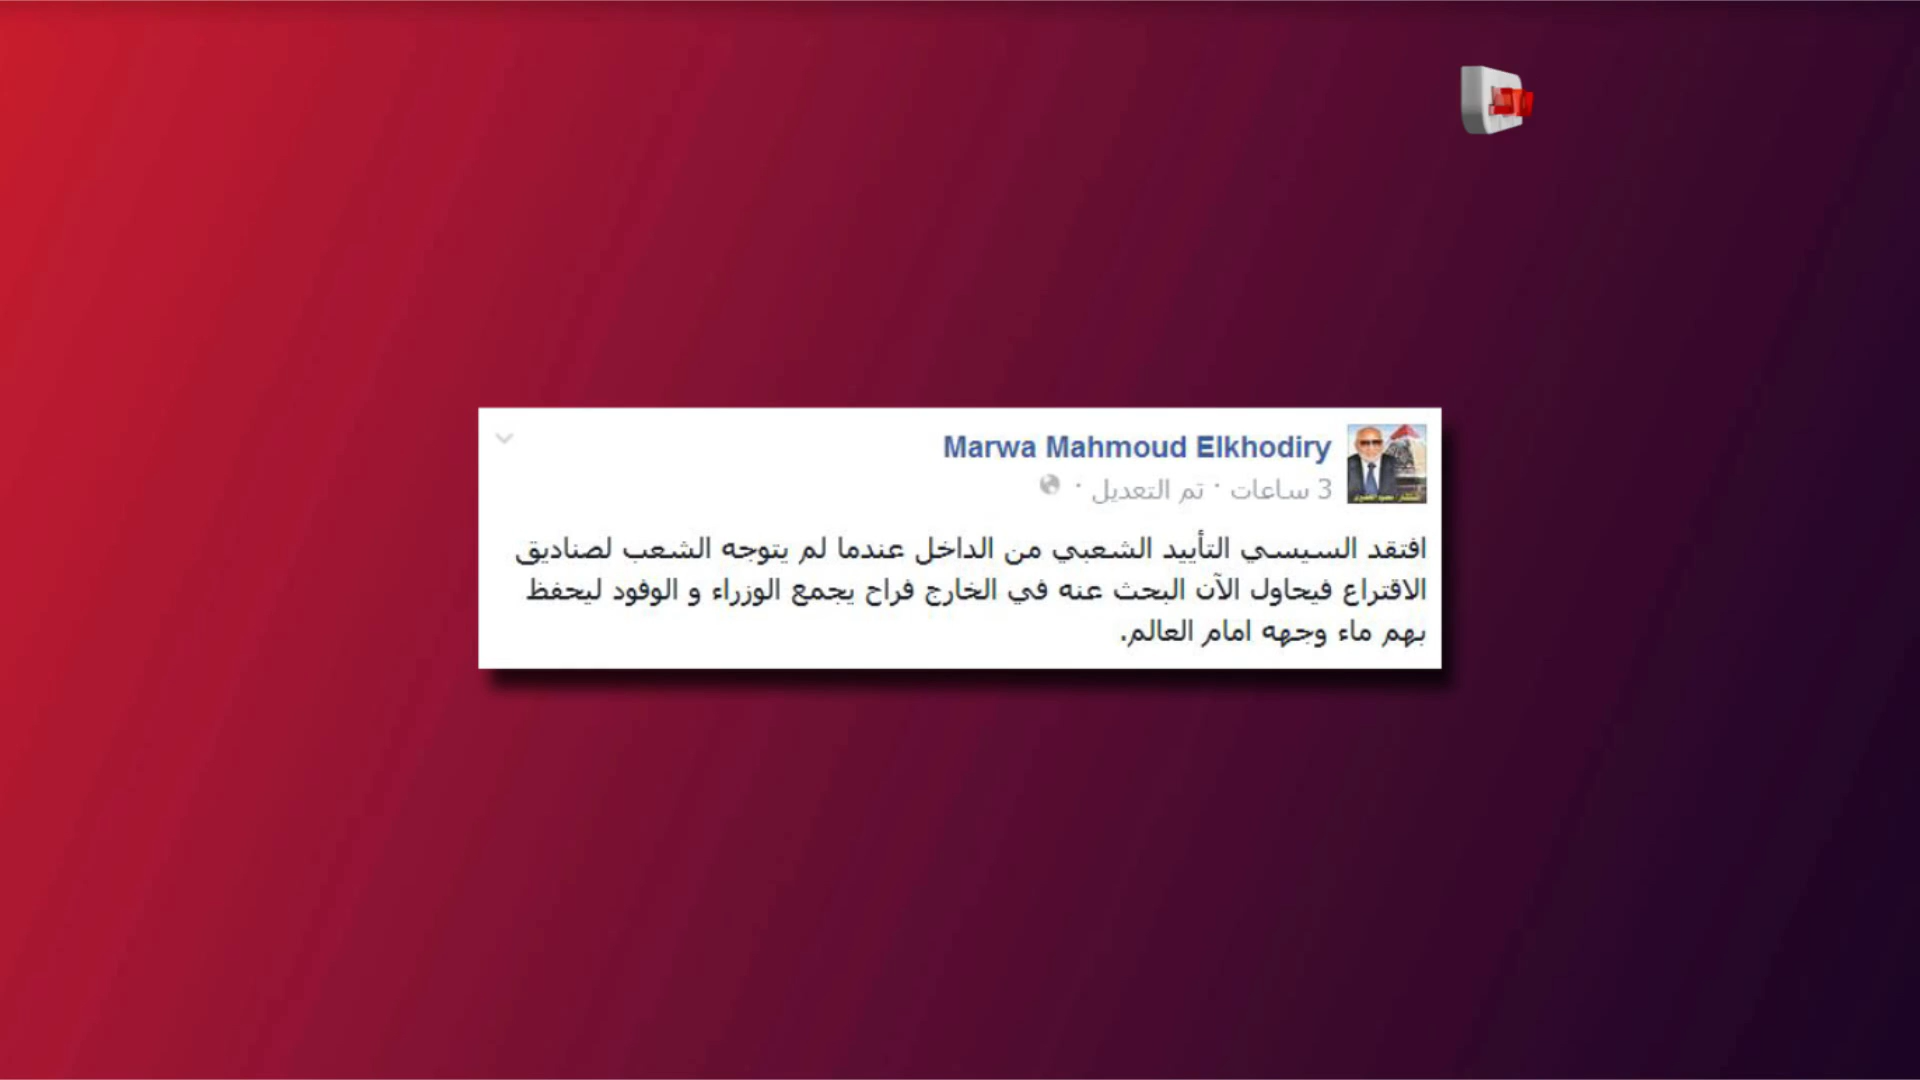 Marwa Mahmoud Elkhodiry
3 ساعات · تم التعديل ·
افتقد السيسي التأييد الشعبي من الداخل عندما لم يتوجه الشعب لصناديق
الاقتراع فيحاول الآن البحث عنه في الخارج فراح يجمع الوزراء و الوفود ليحفظ
بهم ماء وجهه امام العالم.